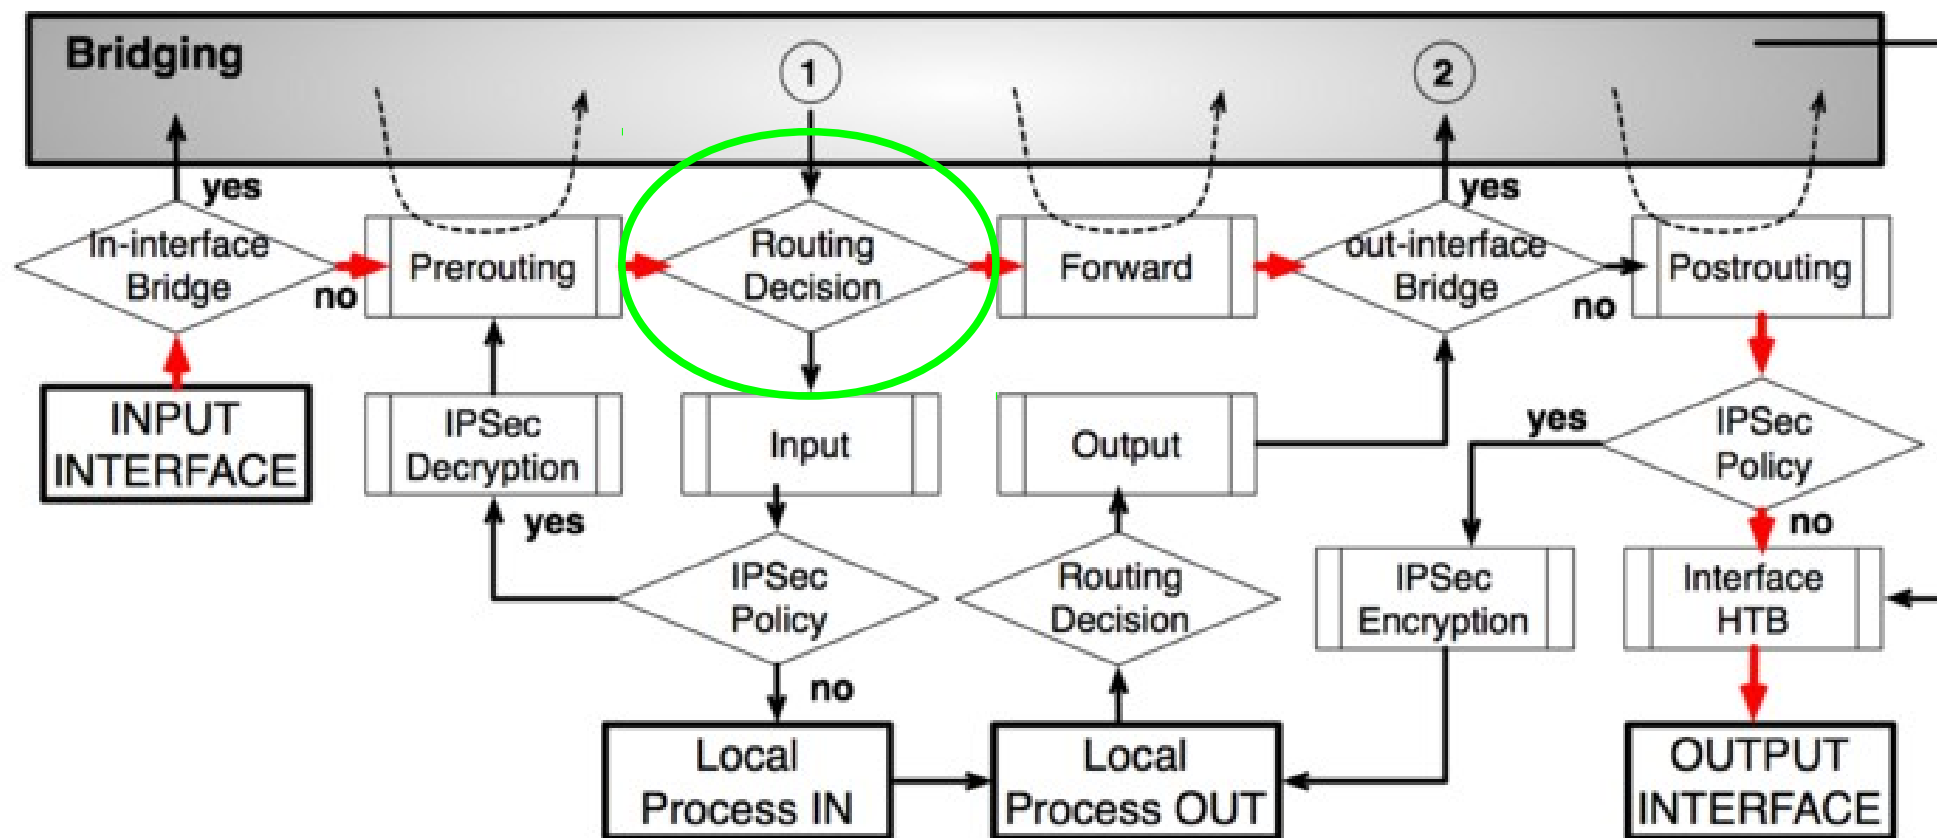 Bridging
1
2
yes
yes
In-interface
Bridge
no
Prerouting
Routing
Decision
Forward
out-interface
Bridge
no
Postrouting
INPUT
INTERFACE
IPSec
Decryption
Input
Output
yes
IPSec
Policy
yes
no
IPSec
Policy
Routing
Decision
IPSec
Encryption
Interface
HTB
no
Local
Process IN
Local
Process OUT
OUTPUT
INTERFACE